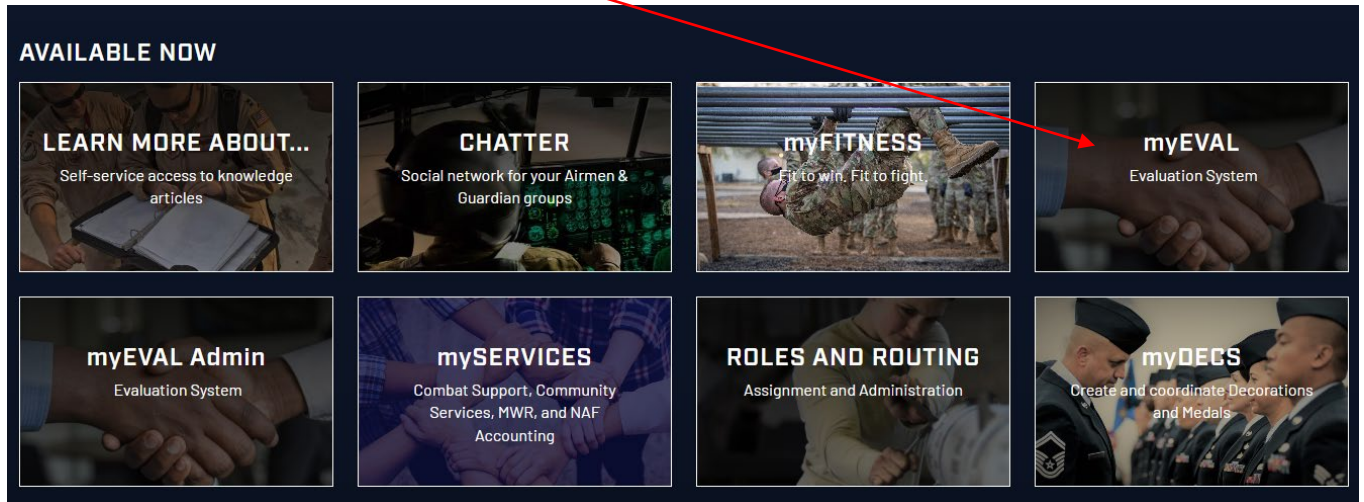 AVAILABLE NOW
LEARN MORE ABOUT...
Self-service access to knowledge
articles
CHATTER
Social network for your Airmen &
Guardian groups
myFITNESS
Fit to win. Fit to fight.
myEVAL
Evaluation System
myEVAL Admin
Evaluation System
mySERVICES
Combat Support, Community
Services, MWR, and NAF
Accounting
ROLES AND ROUTING
Assignment and Administration
myDECS
Create and coordinate Decorations
and Medals